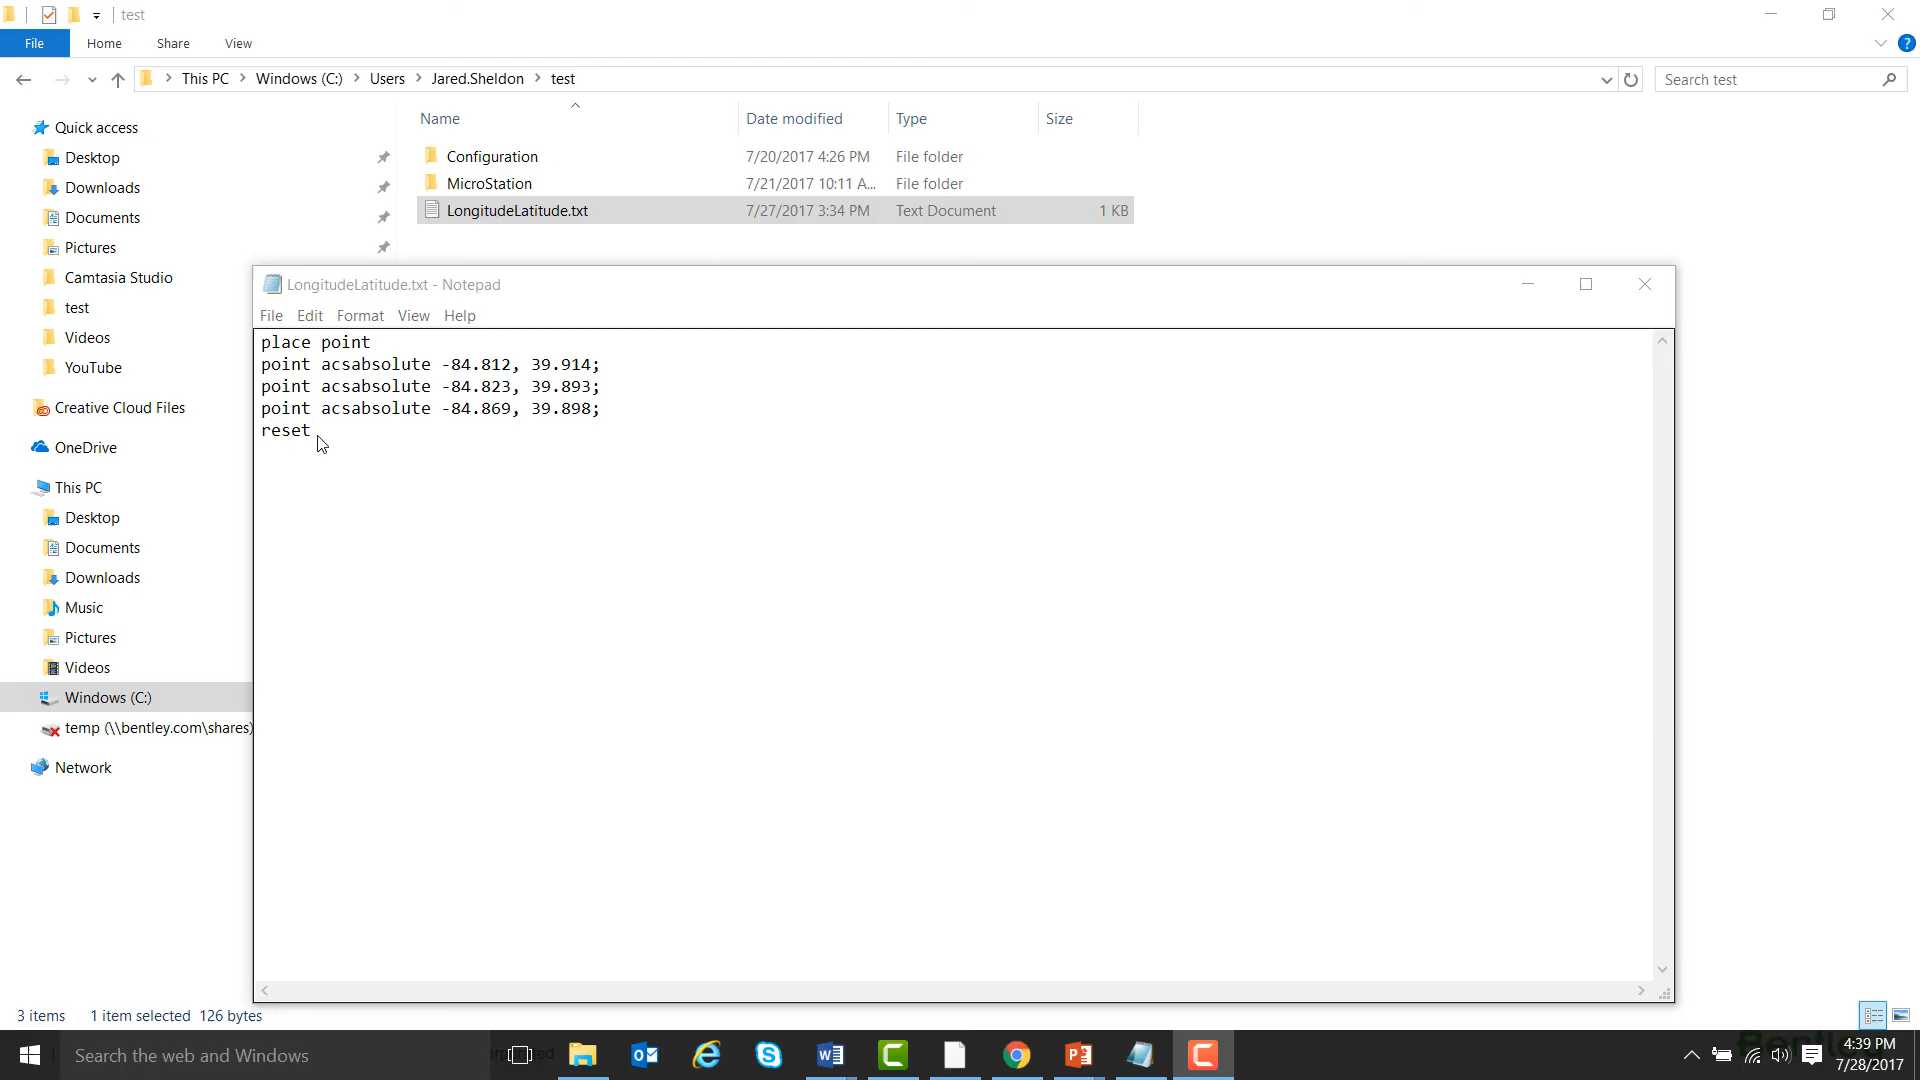 test
File Home Share View
This PC Windows (C:) Users Jared.Sheldon test
Search test
Name Date modified Type Size
Configuration 7/20/2017 4:26 PM File folder
MicroStation 7/21/2017 10:11 A... File folder
LongitudeLatitude.txt 7/27/2017 3:34 PM Text Document 1 KB
Quick access
Desktop
Downloads
Documents
Pictures
Camtasia Studio
test
Videos
YouTube
Creative Cloud Files
OneDrive
This PC
Desktop
Documents
Downloads
Music
Pictures
Videos
Windows (C:)
temp (\\bentley.com\shares)
Network
LongitudeLatitude.txt - Notepad
File Edit Format View Help
place point
point acsabsolute -84.812, 39.914;
point acsabsolute -84.823, 39.893;
point acsabsolute -84.869, 39.898;
reset
3 items 1 item selected 126 bytes
Search the web and Windows
4:39 PM
7/28/2017